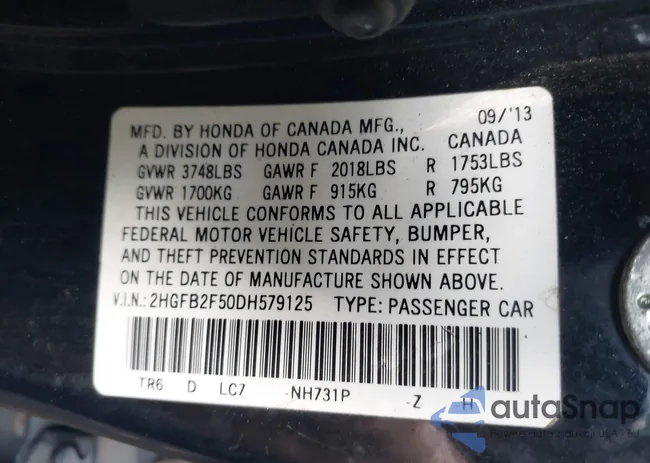 09/'13
MFD. BY HONDA OF CANADA MFG., CANADA
A DIVISION OF HONDA CANADA INC.
GVWR 3748LBS GAWR F 2018LBS R 1753LBS
GVWR 1700KG GAWR F 915KG R 795KG
THIS VEHICLE CONFORMS TO ALL APPLICABLE
FEDERAL MOTOR VEHICLE SAFETY, BUMPER,
AND THEFT PREVENTION STANDARDS IN EFFECT
ON THE DATE OF MANUFACTURE SHOWN ABOVE.
V.I.N.: 2HGFB2F50DH579125 TYPE: PASSENGER CAR
TR6 D LC7 -NH731P -Z H
autaSnap